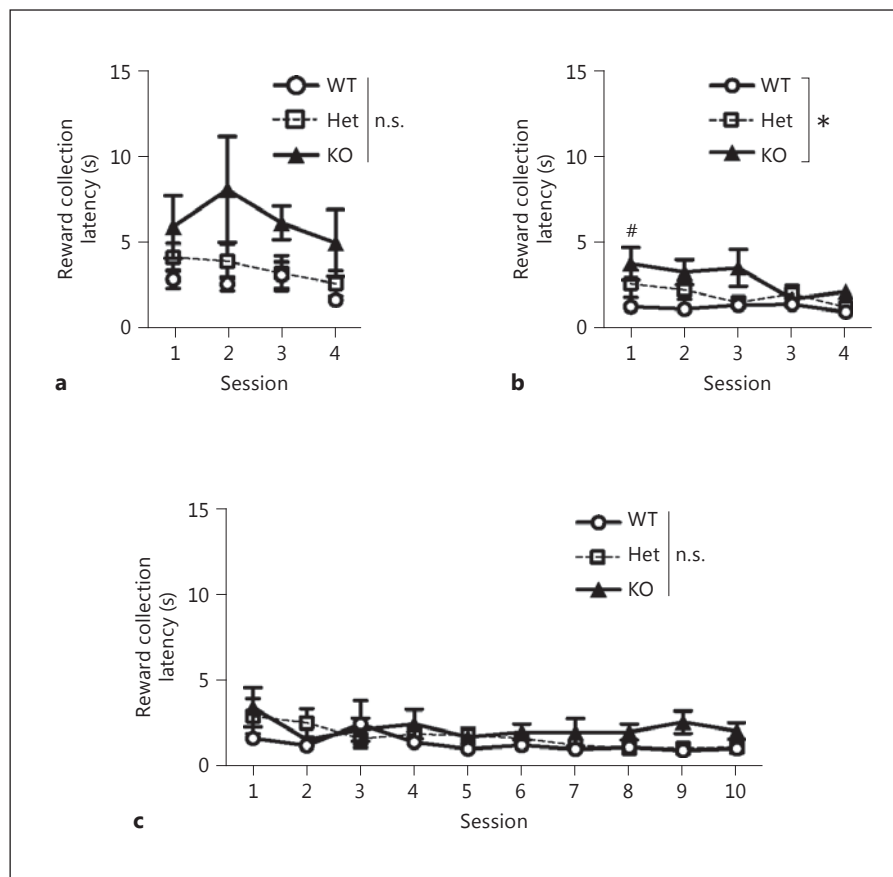 15
10
5
0
Reward collection
latency (s)
WT
Het
KO
n.s.
1 2 3 4
Session
a
15
10
5
0
Reward collection
latency (s)
WT
Het
KO
*
#
1 2 3 3 4
Session
b
15
10
5
0
Reward collection
latency (s)
WT
Het
KO
n.s.
1 2 3 4 5 6 7 8 9 10
Session
c